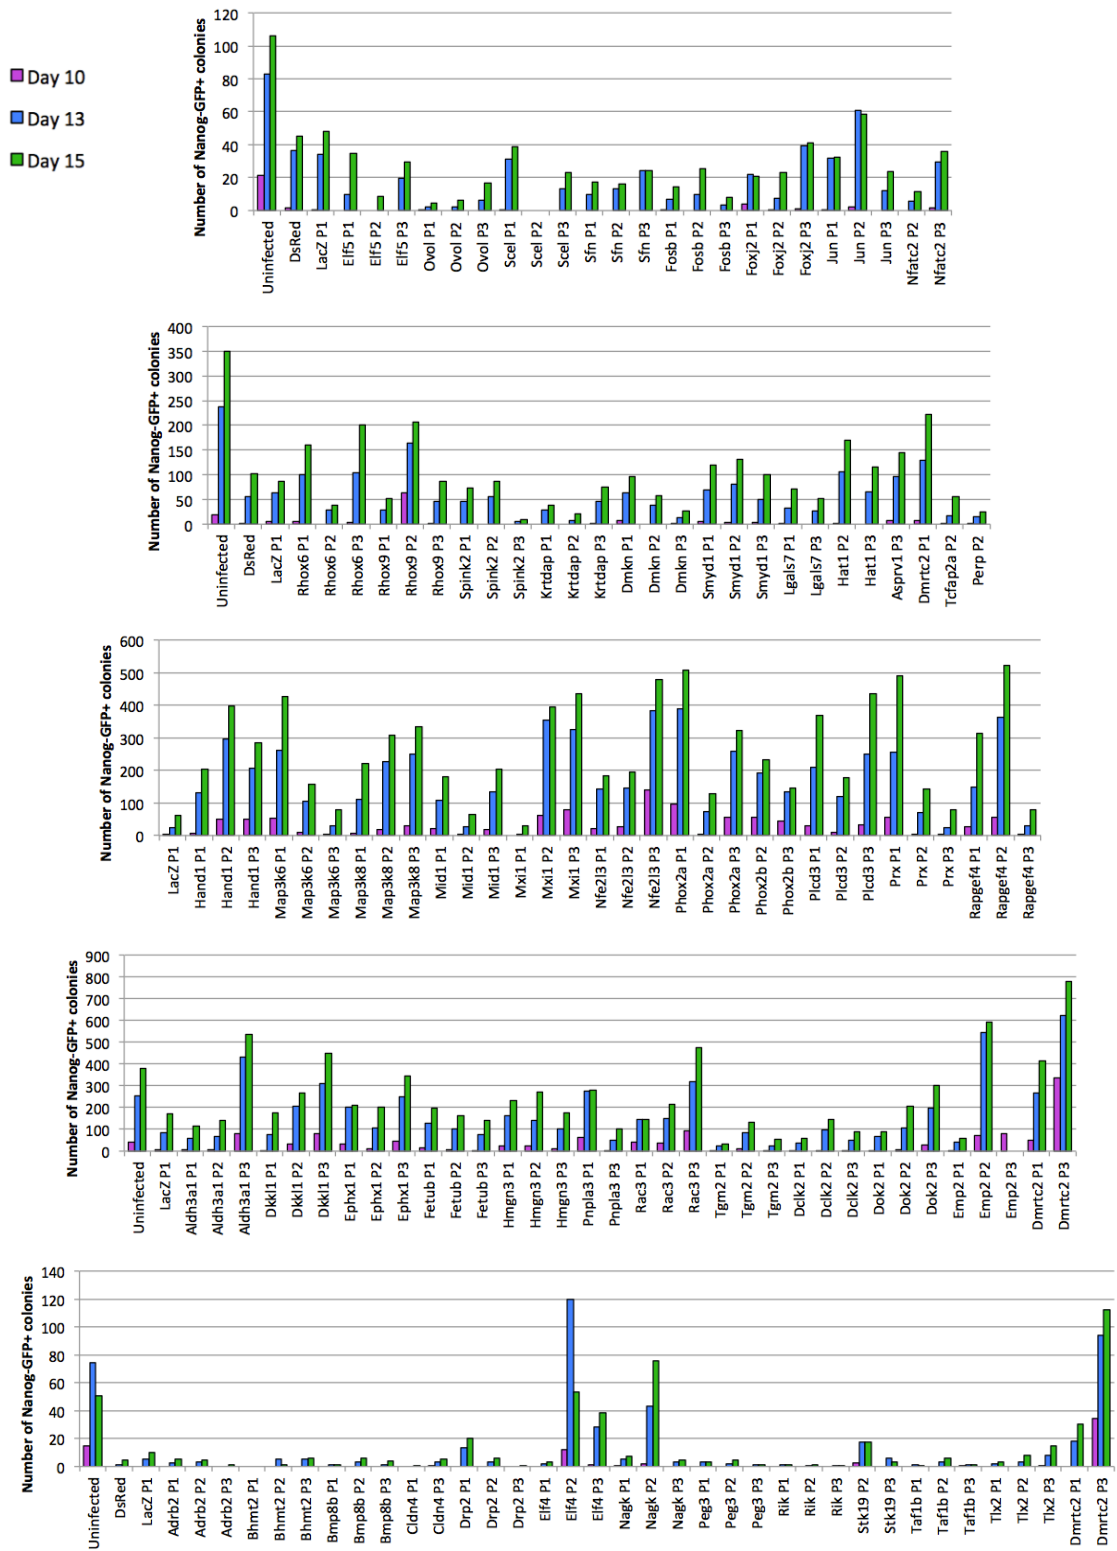 Day 10
Day 13
Day 15
Number of Nanog-GFP+ colonies
120
100
80
60
40
20
0
Uninfected
DsRed
LacZ P1
Elf5 P1
Elf5 P2
Elf5 P3
Ovol P1
Ovol P2
Ovol P3
Scel P1
Scel P2
Scel P3
Sfn P1
Sfn P2
Sfn P3
Fosb P1
Fosb P2
Fosb P3
Foxj2 P1
Foxj2 P2
Foxj2 P3
Jun P1
Jun P2
Jun P3
Nfatc2 P2
Nfatc2 P3
Number of Nanog-GFP+ colonies
400
350
300
250
200
150
100
50
0
Uninfected
DsRed
LacZ P1
Rhox6 P1
Rhox6 P2
Rhox6 P3
Rhox9 P1
Rhox9 P2
Rhox9 P3
Spink2 P1
Spink2 P2
Spink2 P3
Krtdap P1
Krtdap P2
Krtdap P3
Dmkn P1
Dmkn P2
Dmkn P3
Smyd1 P1
Smyd1 P2
Smyd1 P3
Lgals7 P1
Lgals7 P3
Hat1 P2
Hat1 P3
Asprv1 P3
Dmrtc2 P1
Tcfap2a P2
Perp P2
Number of Nanog-GFP+ colonies
600
500
400
300
200
100
0
LacZ P1
Hand1 P1
Hand1 P2
Hand1 P3
Map3k6 P1
Map3k6 P2
Map3k6 P3
Map3k8 P1
Map3k8 P2
Map3k8 P3
Mid1 P1
Mid1 P2
Mid1 P3
Mxi1 P1
Mxi1 P2
Mxi1 P3
Nfe2l3 P1
Nfe2l3 P2
Nfe2l3 P3
Phox2a P1
Phox2a P2
Phox2a P3
Phox2b P2
Phox2b P3
Plcd3 P1
Plcd3 P2
Plcd3 P3
Prx P1
Prx P2
Prx P3
Rapgef4 P1
Rapgef4 P2
Rapgef4 P3
Number of Nanog-GFP+ colonies
900
800
700
600
500
400
300
200
100
0
Uninfected
LacZ P1
Aldh3a1 P1
Aldh3a1 P2
Aldh3a1 P3
Dkkl1 P1
Dkkl1 P2
Dkkl1 P3
Ephx1 P1
Ephx1 P2
Ephx1 P3
Fetub P1
Fetub P2
Fetub P3
Hmgn3 P1
Hmgn3 P2
Hmgn3 P3
Pnpla3 P1
Pnpla3 P3
Rac3 P1
Rac3 P2
Rac3 P3
Tgm2 P1
Tgm2 P2
Tgm2 P3
Dclk2 P1
Dclk2 P2
Dclk2 P3
Dok2 P1
Dok2 P2
Dok2 P3
Emp2 P1
Emp2 P2
Emp2 P3
Dmrtc2 P1
Dmrtc2 P3
Number of Nanog-GFP+ colonies
140
120
100
80
60
40
20
0
Uninfected
DsRed
LacZ P1
Adrb2 P1
Adrb2 P2
Adrb2 P3
Bhmt2 P1
Bhmt2 P2
Bhmt2 P3
Bmp8b P1
Bmp8b P2
Bmp8b P3
Cldn4 P1
Cldn4 P3
Drp2 P1
Drp2 P2
Drp2 P3
Elf4 P1
Elf4 P2
Elf4 P3
Nagk P1
Nagk P2
Nagk P3
Peg3 P1
Peg3 P2
Peg3 P3
Rik P1
Rik P2
Rik P3
Stk19 P2
Stk19 P3
Taf1b P1
Taf1b P2
Taf1b P3
Tlx2 P1
Tlx2 P2
Tlx2 P3
Dmrtc2 P1
Dmrtc2 P3